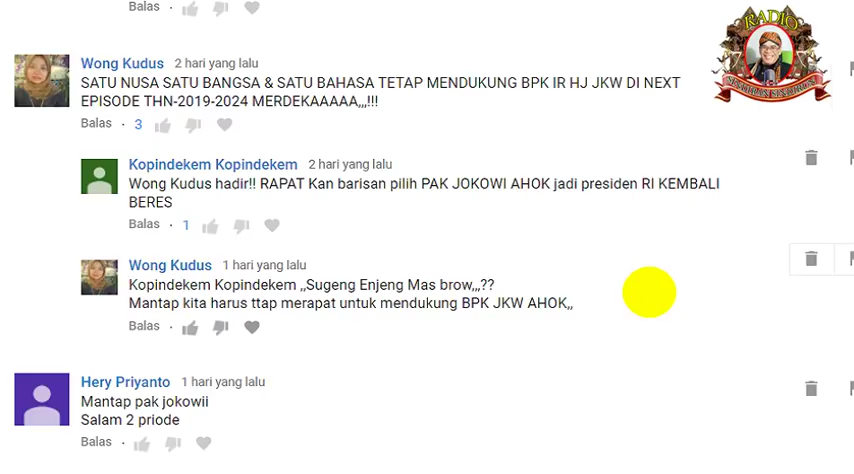 Balas
Wong Kudus 2 hari yang lalu
SATU NUSA SATU BANGSA & SATU BAHASA TETAP MENDUKUNG BPK IR HJ JKW DI NEXT
EPISODE THN-2019-2024 MERDEKAAAAA,,,!!!
Balas · 3
Kopindekem Kopindekem 2 hari yang lalu
Wong Kudus hadir!! RAPAT Kan barisan pilih PAK JOKOWI AHOK jadi presiden RI KEMBALI
BERES
Balas · 1
Wong Kudus 1 hari yang lalu
Kopindekem Kopindekem ,,Sugeng Enjeng Mas brow,,,??
Mantap kita harus ttap merapat untuk mendukung BPK JKW AHOK,,
Balas ·
Hery Priyanto 1 hari yang lalu
Mantap pak jokowii
Salam 2 priode
Balas ·
RADIO